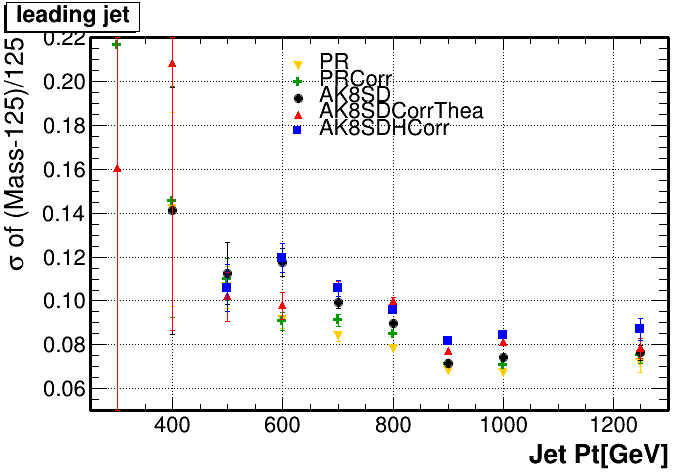 leading jet
σ of (Mass-125)/125
0.22
0.20
0.18
0.16
0.14
0.12
0.10
0.08
0.06
PR
PRCorr
AK8SD
AK8SDCorrThea
AK8SDHCorr
400 600 800 1000 1200
Jet Pt[GeV]